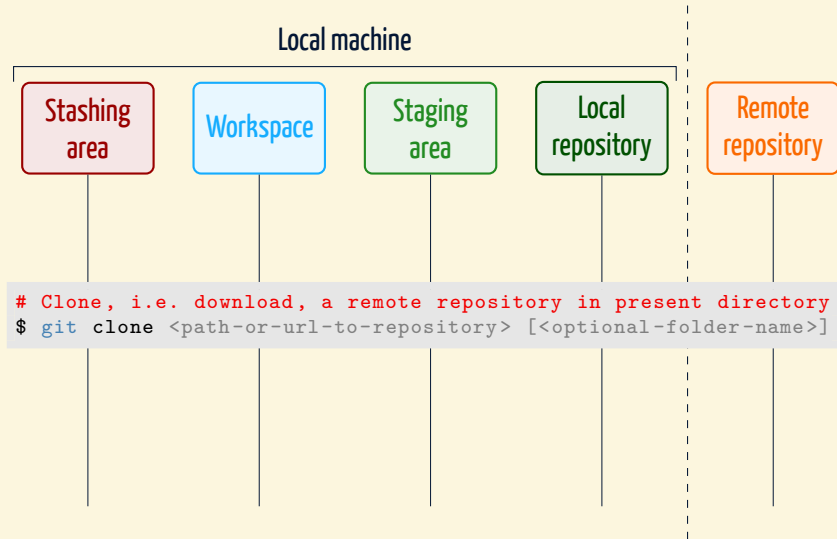 Local machine
Stashing
area
Workspace
Staging
area
Local
repository
Remote
repository
# Clone, i.e. download, a remote repository in present directory
$ git clone <path-or-url-to-repository> [<optional-folder-name>]